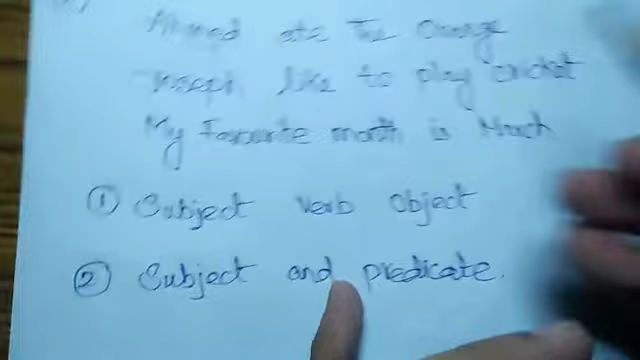 Ahmed ate the orange
like to play cricket
My Favourite month is March
① Subject verb object
② Subject and predicate.